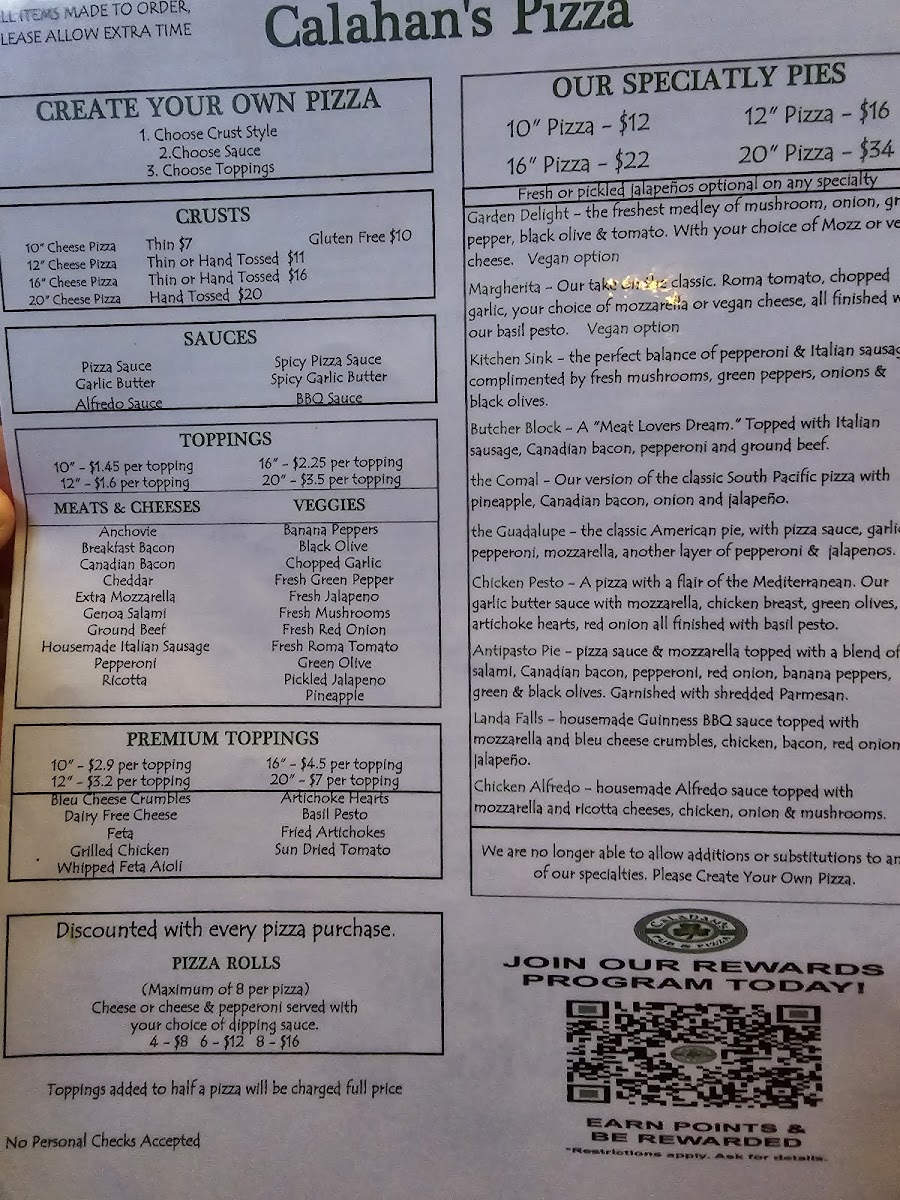 ALL ITEMS MADE TO ORDER,
PLEASE ALLOW EXTRA TIME
Calahan's Pizza
CREATE YOUR OWN PIZZA
1. Choose Crust Style
2.Choose Sauce
3. Choose Toppings
CRUSTS
10" Cheese Pizza Thin $7 Gluten Free $10
12" Cheese Pizza Thin or Hand Tossed $11
16" Cheese Pizza Thin or Hand Tossed $16
20" Cheese Pizza Hand Tossed $20
SAUCES
Pizza Sauce Spicy Pizza Sauce
Garlic Butter Spicy Garlic Butter
Alfredo Sauce BBQ Sauce
TOPPINGS
10" - $1.45 per topping 16" - $2.25 per topping
12" - $1.6 per topping 20" - $3.5 per topping
MEATS & CHEESES VEGGIES
Anchovie Banana Peppers
Breakfast Bacon Black Olive
Canadian Bacon Chopped Garlic
Cheddar Fresh Green Pepper
Extra Mozzarella Fresh Jalapeno
Genoa Salami Fresh Mushrooms
Ground Beef Fresh Red Onion
Housemade Italian Sausage Fresh Roma Tomato
Pepperoni Green Olive
Ricotta Pickled Jalapeno
Pineapple
PREMIUM TOPPINGS
10" - $2.9 per topping 16" - $4.5 per topping
12" - $3.2 per topping 20" - $7 per topping
Bleu Cheese Crumbles Artichoke Hearts
Dairy Free Cheese Basil Pesto
Feta Fried Artichokes
Grilled Chicken Sun Dried Tomato
Whipped Feta Aioli
Discounted with every pizza purchase.
PIZZA ROLLS
(Maximum of 8 per pizza)
Cheese or cheese & pepperoni served with
your choice of dipping sauce.
4 - $8 6 - $12 8 - $16
Toppings added to half a pizza will be charged full price
No Personal Checks Accepted
OUR SPECIATLY PIES
10" Pizza - $12 12" Pizza - $16
16" Pizza - $22 20" Pizza - $34
Fresh or pickled jalapeños optional on any specialty
Garden Delight - the freshest medley of mushroom, onion, gr
pepper, black olive & tomato. With your choice of Mozz or ve
cheese. Vegan option
Margherita - Our take on the classic. Roma tomato, chopped
garlic, your choice of mozzarella or vegan cheese, all finished w
our basil pesto. Vegan option
Kitchen Sink - the perfect balance of pepperoni & Italian sausag
complimented by fresh mushrooms, green peppers, onions &
black olives.
Butcher Block - A "Meat Lovers Dream." Topped with Italian
sausage, Canadian bacon, pepperoni and ground beef.
the Comal - Our version of the classic South Pacific pizza with
pineapple, Canadian bacon, onion and jalapeño.
the Guadalupe - the classic American pie, with pizza sauce, garlic
pepperoni, mozzarella, another layer of pepperoni & jalapenos.
Chicken Pesto - A pizza with a flair of the Mediterranean. Our
garlic butter sauce with mozzarella, chicken breast, green olives,
artichoke hearts, red onion all finished with basil pesto.
Antipasto Pie - pizza sauce & mozzarella topped with a blend of
salami, Canadian bacon, pepperoni, red onion, banana peppers,
green & black olives. Garnished with shredded Parmesan.
Landa Falls - housemade Guinness BBQ sauce topped with
mozzarella and bleu cheese crumbles, chicken, bacon, red onion
jalapeño.
Chicken Alfredo - housemade Alfredo sauce topped with
mozzarella and ricotta cheeses, chicken, onion & mushrooms.
We are no longer able to allow additions or substitutions to an
of our specialties. Please Create Your Own Pizza.
PUB & PIZZA
JOIN OUR REWARDS
PROGRAM TODAY!
EARN POINTS &
BE REWARDED
*Restrictions apply. Ask for details.